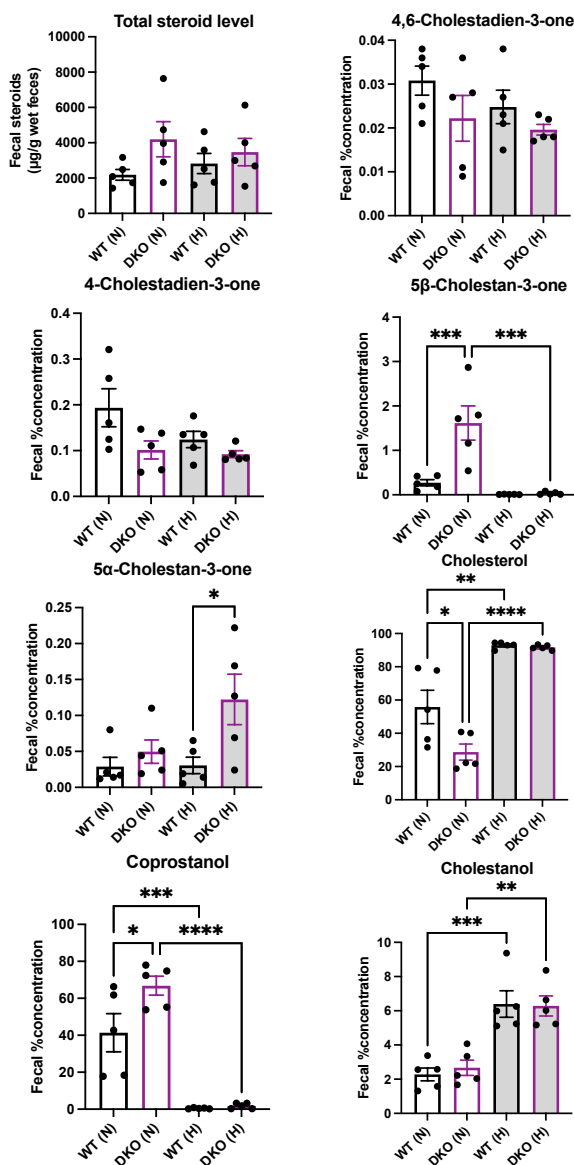 Total steroid level
Fecal steroids
(µg/g wet feces)
10000
8000
6000
4000
2000
0
WT (N)
DKO (N)
WT (H)
DKO (H)
4,6-Cholestadien-3-one
Fecal %concentration
0.04
0.03
0.02
0.01
0.00
WT (N)
DKO (N)
WT (H)
DKO (H)
4-Cholestadien-3-one
Fecal %concentration
0.4
0.3
0.2
0.1
0.0
WT (N)
DKO (N)
WT (H)
DKO (H)
5β-Cholestan-3-one
Fecal %concentration
4
3
2
1
0
*** ***
WT (N)
DKO (N)
WT (H)
DKO (H)
5α-Cholestan-3-one
Fecal %concentration
0.25
0.20
0.15
0.10
0.05
0.00
*
WT (N)
DKO (N)
WT (H)
DKO (H)
Cholesterol
Fecal %concentration
100
80
60
40
20
0
**
* ****
WT (N)
DKO (N)
WT (H)
DKO (H)
Coprostanol
Fecal %concentration
100
80
60
40
20
0
***
* ****
WT (N)
DKO (N)
WT (H)
DKO (H)
Cholestanol
Fecal %concentration
10
8
6
4
2
0
**
***
WT (N)
DKO (N)
WT (H)
DKO (H)